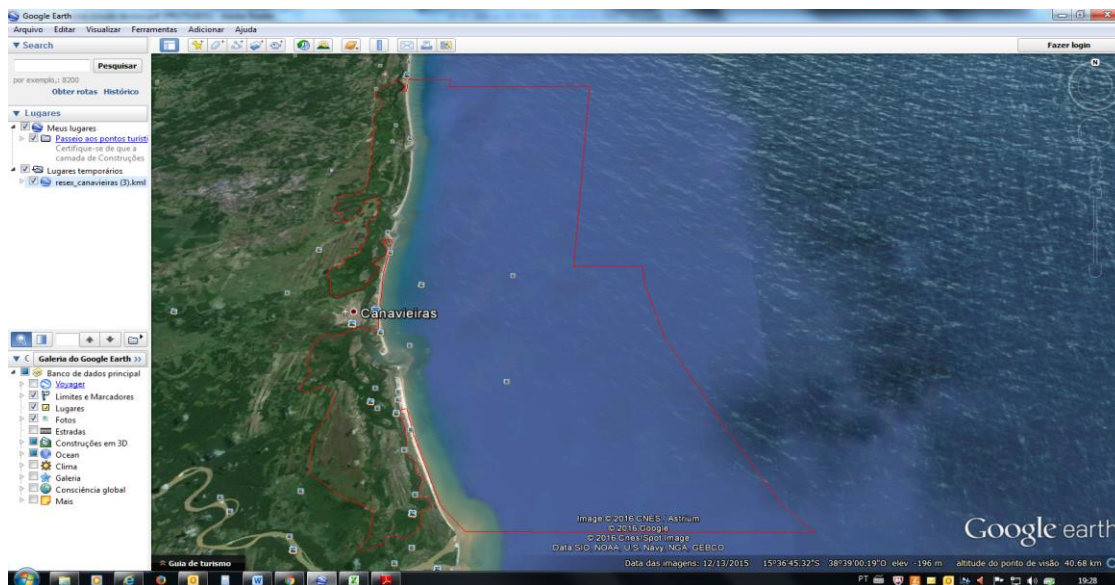 Google Earth
Arquivo Editar Visualizar Ferramentas Adicionar Ajuda
Search
Fazer login
Pesquisar
por exemplo,: 8200
Obter rotas Histórico
N
Lugares
Meus lugares
Passeio aos pontos turísti
Certifique-se de que a
camada de Construções
Lugares temporários
resex_canavieiras (3).kml
Canavieiras
Galeria do Google Earth >>
Banco de dados principal
Voyager
Limites e Marcadores
Lugares
Fotos
Estradas
Construções em 3D
Ocean
Clima
Galeria
Consciência global
Mais
Image © 2016 CNES / Astrium
© 2016 Google
© 2016 Cnes/Spot Image
Data SIO, NOAA, U.S. Navy, NGA, GEBCO
Google earth
Guia de turismo
Data das imagens: 12/13/2015 15°36'45.32"S 38°39'00.19"O elev -196 m altitude do ponto de visão 40.68 km
PT
19:28